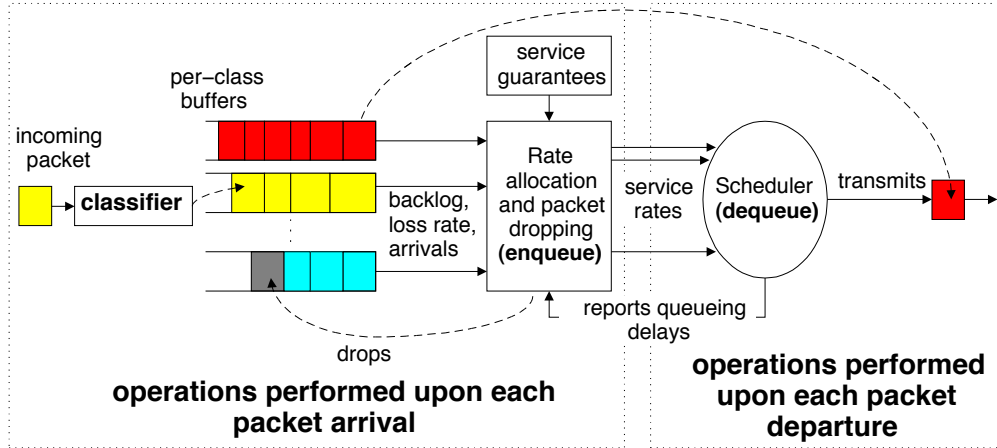 service
guarantees
per–class
buffers
incoming
packet
classifier
backlog,
loss rate,
arrivals
Rate
allocation
and packet
dropping
(enqueue)
service
rates
Scheduler
(dequeue)
transmits
reports queueing
delays
drops
operations performed upon each
packet arrival
operations performed
upon each packet
departure